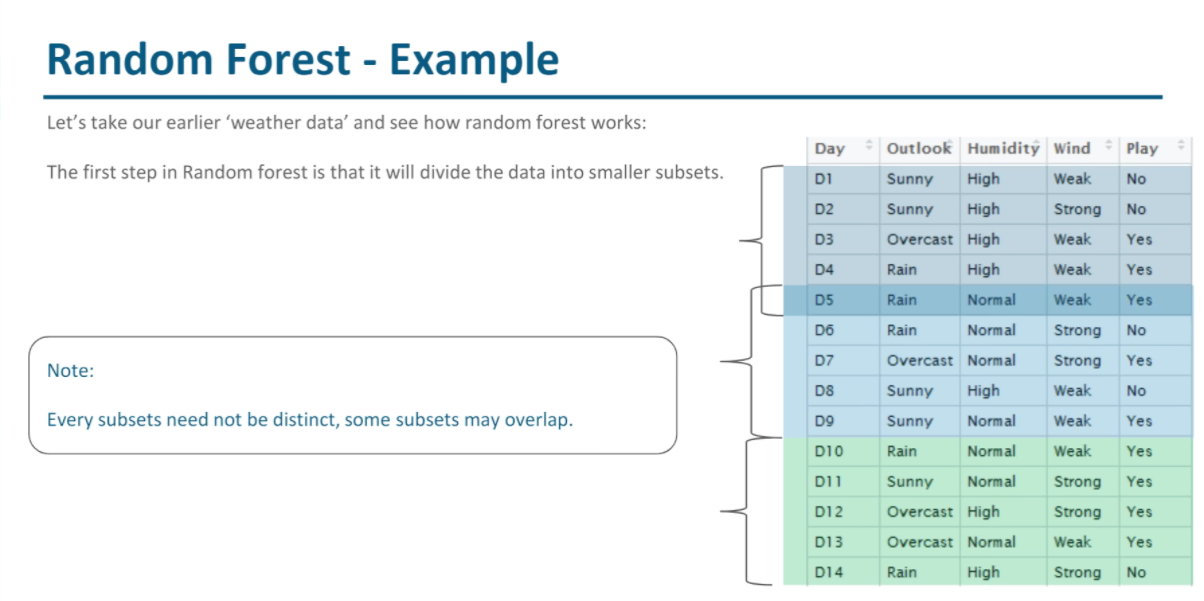 Random Forest - Example
Let's take our earlier ‘weather data’ and see how random forest works:
The first step in Random forest is that it will divide the data into smaller subsets.
Note:
Every subsets need not be distinct, some subsets may overlap.
Day Outlook Humidity Wind Play
D1 Sunny High Weak No
D2 Sunny High Strong No
D3 Overcast High Weak Yes
D4 Rain High Weak Yes
D5 Rain Normal Weak Yes
D6 Rain Normal Strong No
D7 Overcast Normal Strong Yes
D8 Sunny High Weak No
D9 Sunny Normal Weak Yes
D10 Rain Normal Weak Yes
D11 Sunny Normal Strong Yes
D12 Overcast High Strong Yes
D13 Overcast Normal Weak Yes
D14 Rain High Strong No